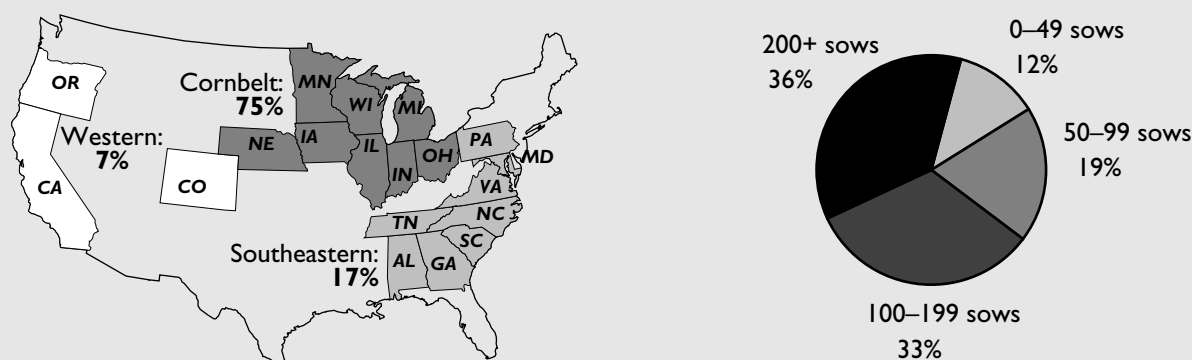 OR
CA
Western:
7%
CO
Cornbelt:
75%
MN
WI
MI
NE
IA
IL
IN
OH
PA
MD
VA
NC
TN
SC
AL
GA
Southeastern:
17%
200+ sows
36%
0–49 sows
12%
50–99 sows
19%
100–199 sows
33%